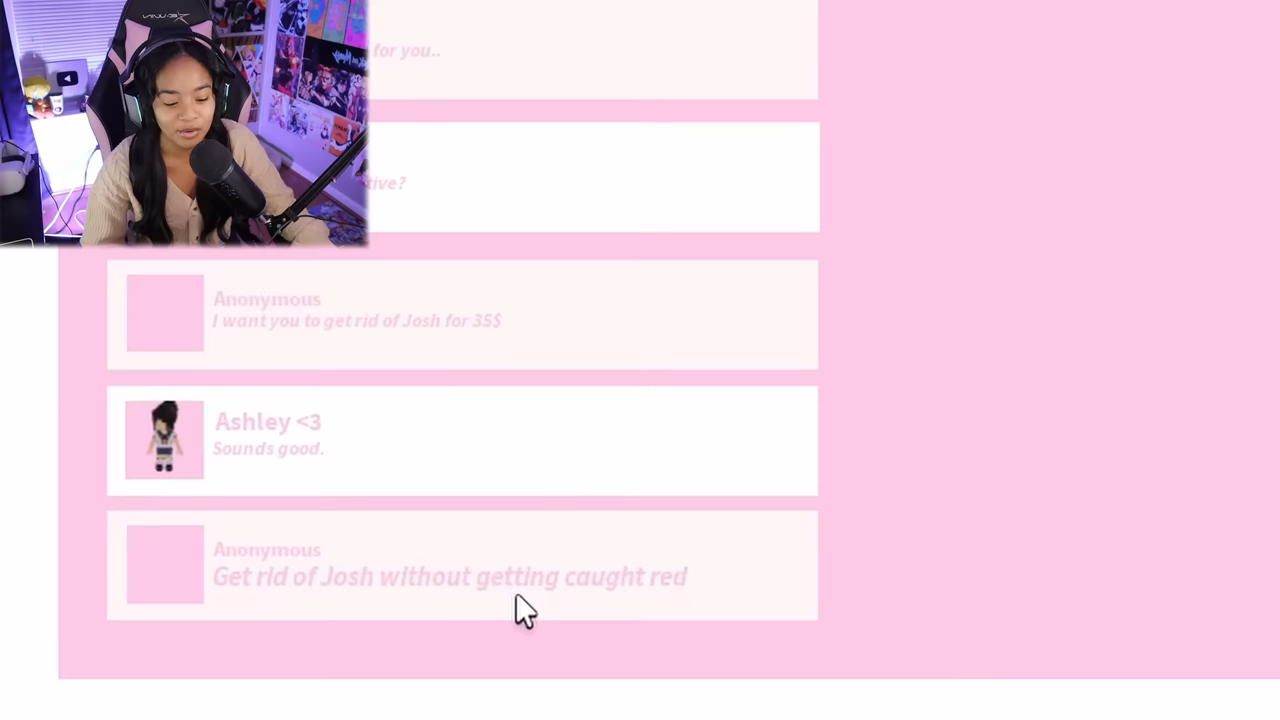 for you..
tive?
Anonymous
I want you to get rid of Josh for 35$
Ashley <3
Sounds good.
Anonymous
Get rid of Josh without getting caught red